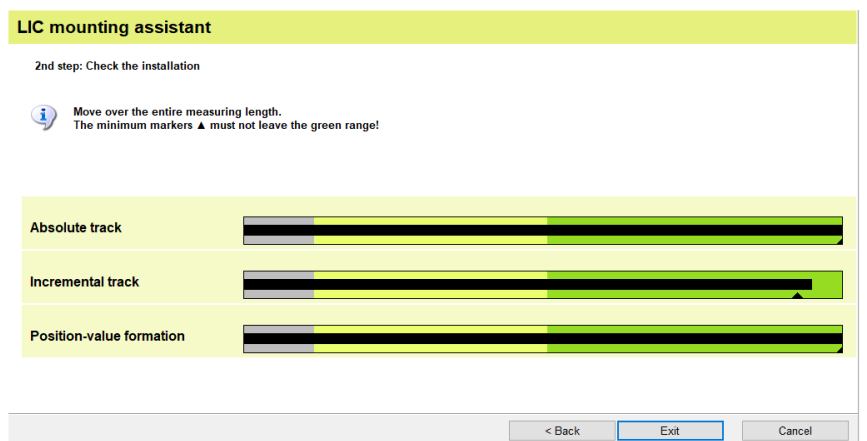 LIC mounting assistant
2nd step: Check the installation
Move over the entire measuring length.
The minimum markers ▲ must not leave the green range!
Absolute track
Incremental track
Position-value formation
< Back
Exit
Cancel